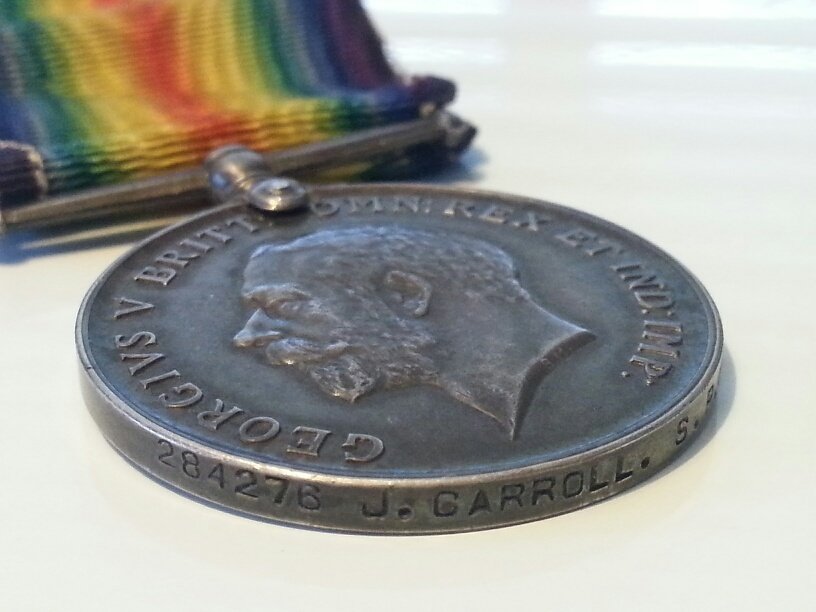 GEORGIVS V BRITT: OMN: REX ET IND: IMP:
284276 J. CARROLL. S.